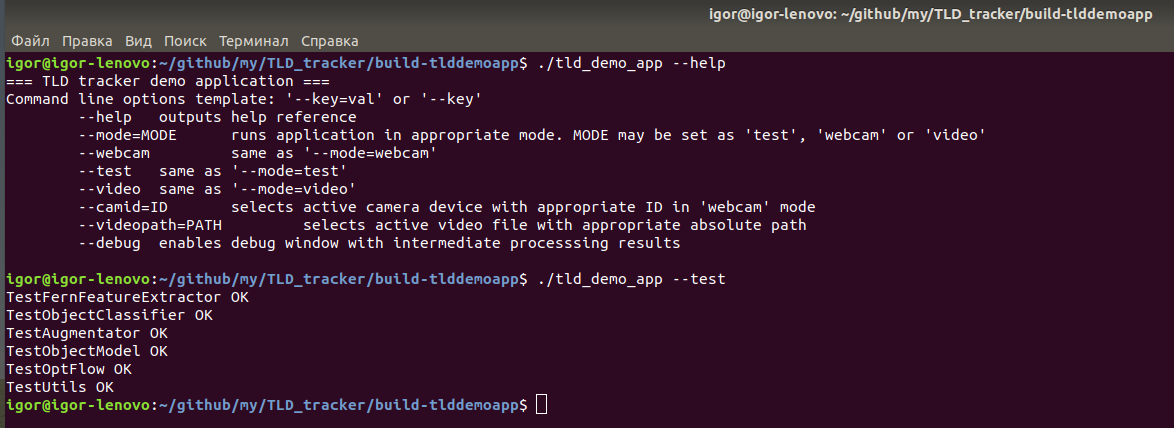 igor@igor-lenovo: ~/github/my/TLD_tracker/build-tlddemoapp
Файл Правка Вид Поиск Терминал Справка
igor@igor-lenovo:~/github/my/TLD_tracker/build-tlddemoapp$ ./tld_demo_app --help
=== TLD tracker demo application ===
Command line options template: '--key=val' or '--key'
--help outputs help reference
--mode=MODE runs application in appropriate mode. MODE may be set as 'test', 'webcam' or 'video'
--webcam same as '--mode=webcam'
--test same as '--mode=test'
--video same as '--mode=video'
--camid=ID selects active camera device with appropriate ID in 'webcam' mode
--videopath=PATH selects active video file with appropriate absolute path
--debug enables debug window with intermediate processsing results
igor@igor-lenovo:~/github/my/TLD_tracker/build-tlddemoapp$ ./tld_demo_app --test
TestFernFeatureExtractor OK
TestObjectClassifier OK
TestAugmentator OK
TestObjectModel OK
TestOptFlow OK
TestUtils OK
igor@igor-lenovo:~/github/my/TLD_tracker/build-tlddemoapp$